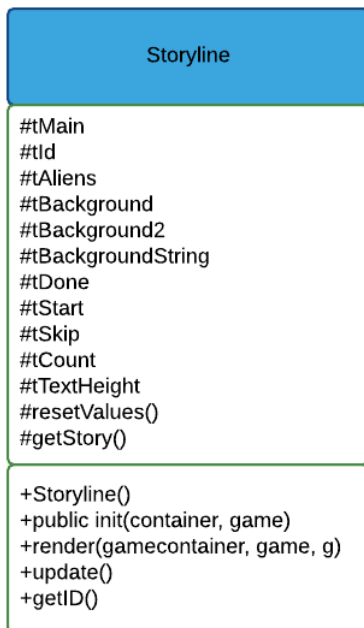 Storyline
#tMain
#tId
#tAliens
#tBackground
#tBackground2
#tBackgroundString
#tDone
#tStart
#tSkip
#tCount
#tTextHeight
#resetValues()
#getStory()
+Storyline()
+public init(container, game)
+render(gamecontainer, game, g)
+update()
+getID()